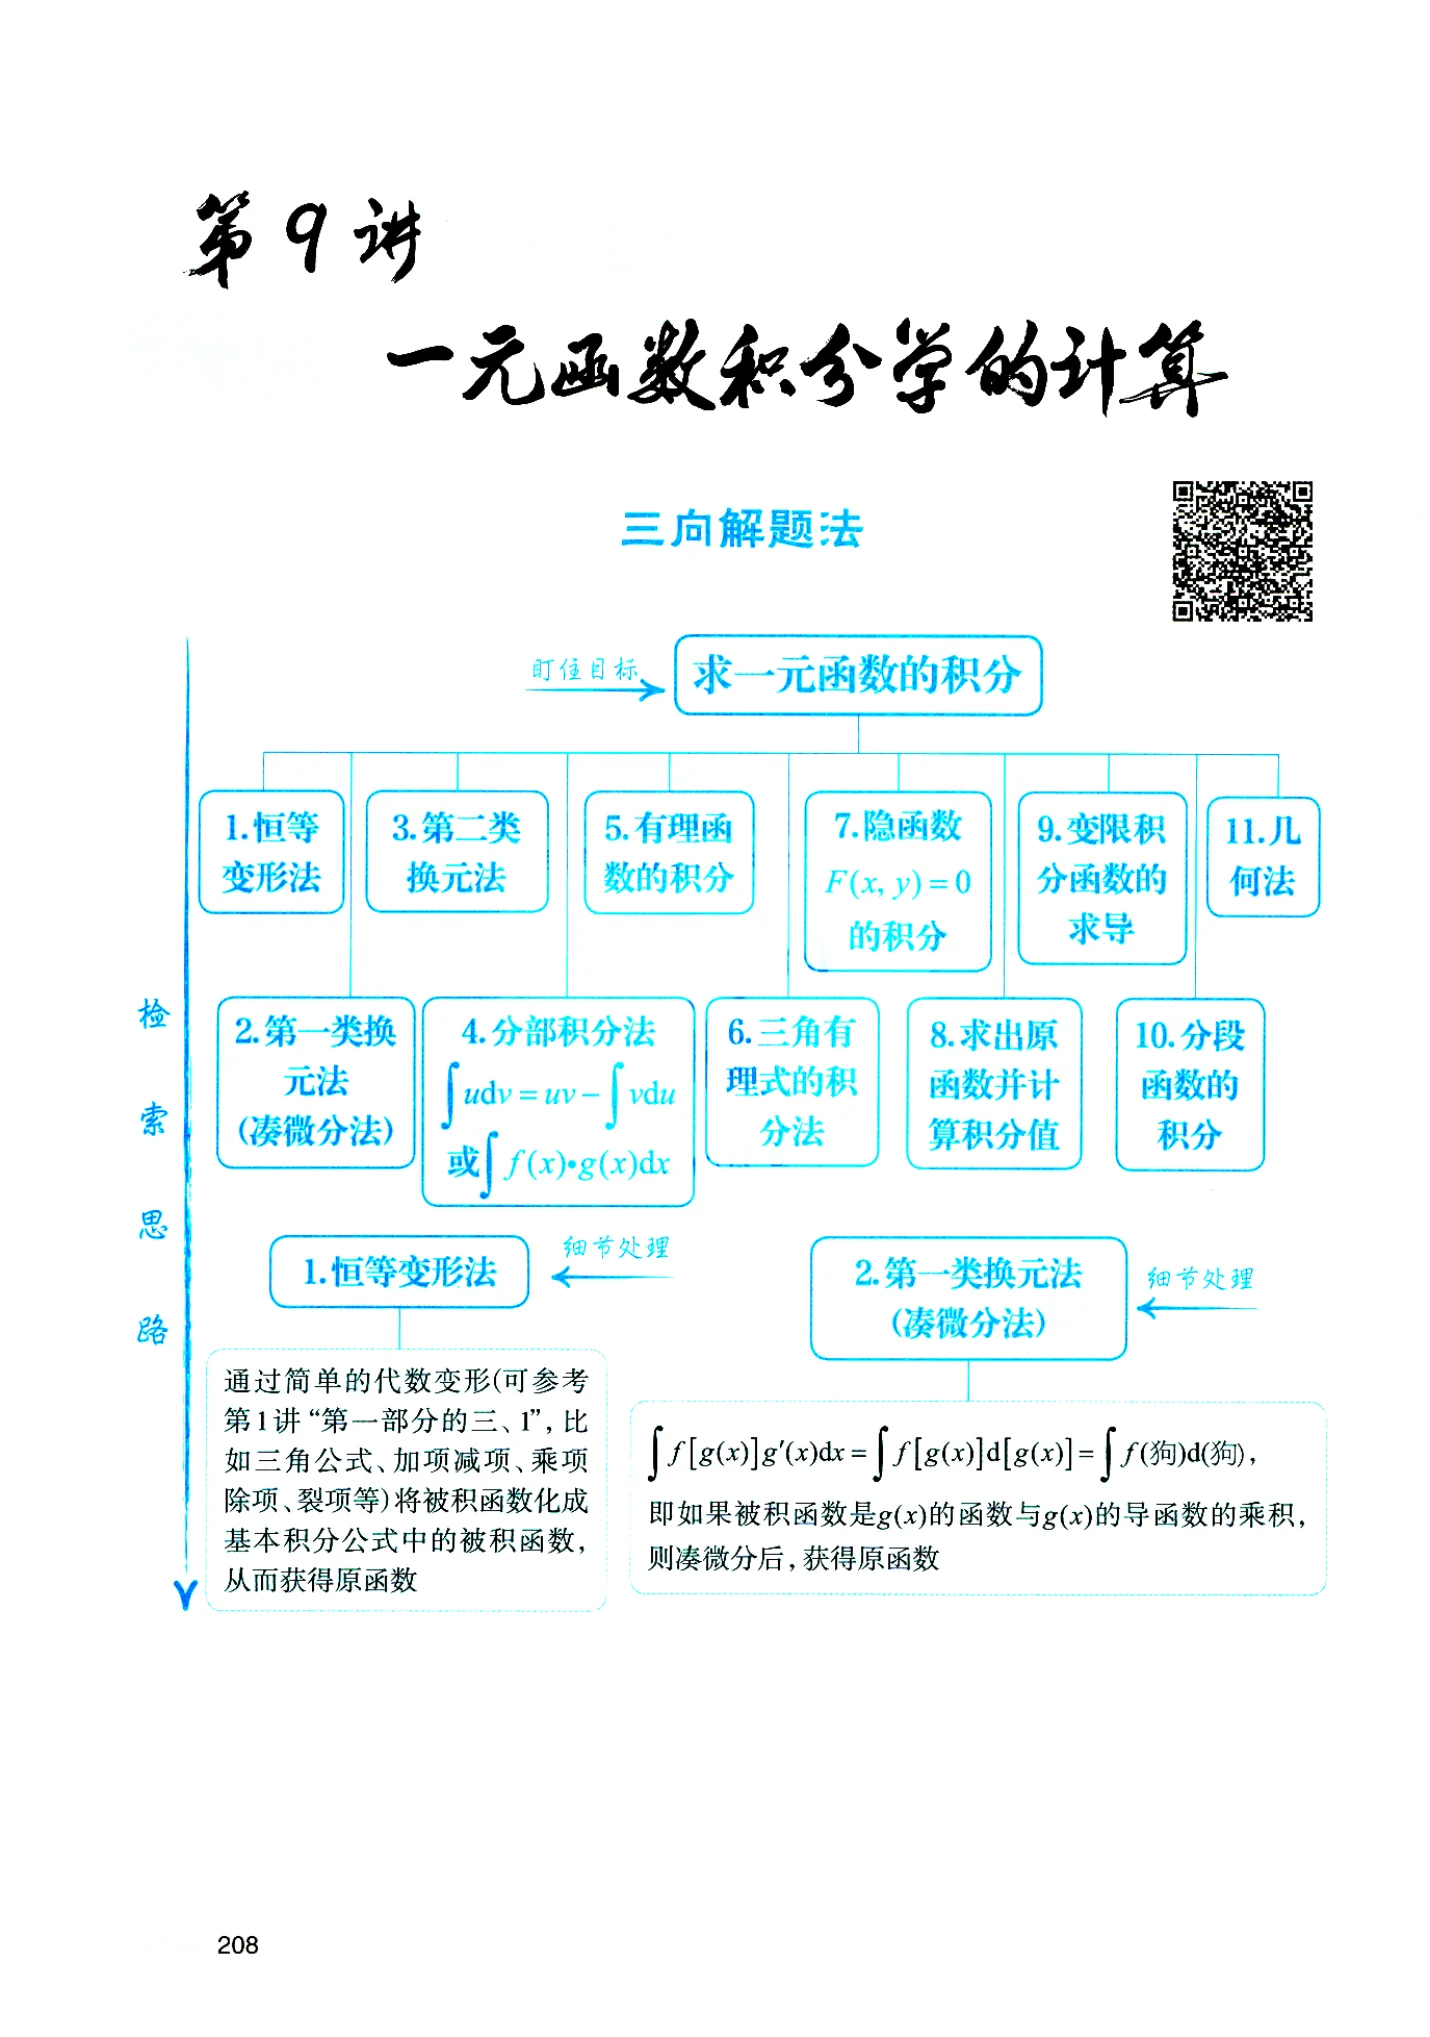 第9讲
一元函数积分学的计算
三向解题法
盯住目标
求一元函数的积分
1.恒等
变形法
3.第二类
换元法
5.有理函
数的积分
7.隐函数
F(x, y) = 0
的积分
9.变限积
分函数的
求导
11.几
何法
2.第一类换
元法
(凑微分法)
4.分部积分法
∫udv = uv − ∫vdu
或∫f(x)•g(x)dx
6.三角有
理式的积
分法
8.求出原
函数并计
算积分值
10.分段
函数的
积分
检索思路
1.恒等变形法
细节处理
通过简单的代数变形(可参考
第1讲“第一部分的三、1”, 比
如三角公式、加项减项、乘项
除项、裂项等)将被积函数化成
基本积分公式中的被积函数,
从而获得原函数
2.第一类换元法
(凑微分法)
细节处理
∫f[g(x)]g′(x)dx = ∫f[g(x)]d[g(x)] = ∫f(狗)d(狗),
即如果被积函数是g(x)的函数与g(x)的导函数的乘积,
则凑微分后, 获得原函数
208